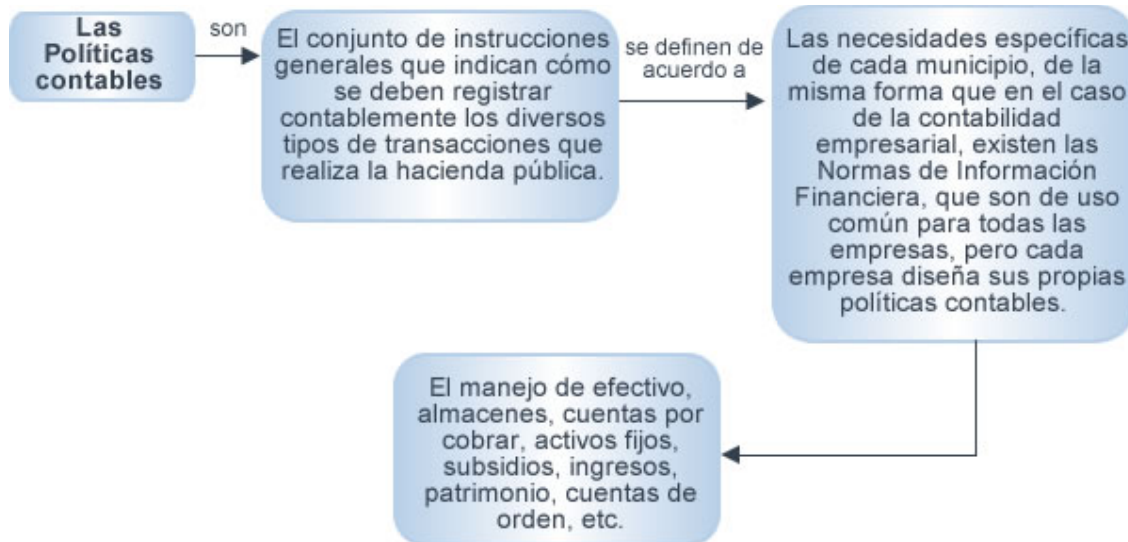 Las
Políticas
contables
son
El conjunto de instrucciones
generales que indican cómo
se deben registrar
contablemente los diversos
tipos de transacciones que
realiza la hacienda pública.
se definen de
acuerdo a
Las necesidades específicas
de cada municipio, de la
misma forma que en el caso
de la contabilidad
empresarial, existen las
Normas de Información
Financiera, que son de uso
común para todas las
empresas, pero cada
empresa diseña sus propias
políticas contables.
El manejo de efectivo,
almacenes, cuentas por
cobrar, activos fijos,
subsidios, ingresos,
patrimonio, cuentas de
orden, etc.